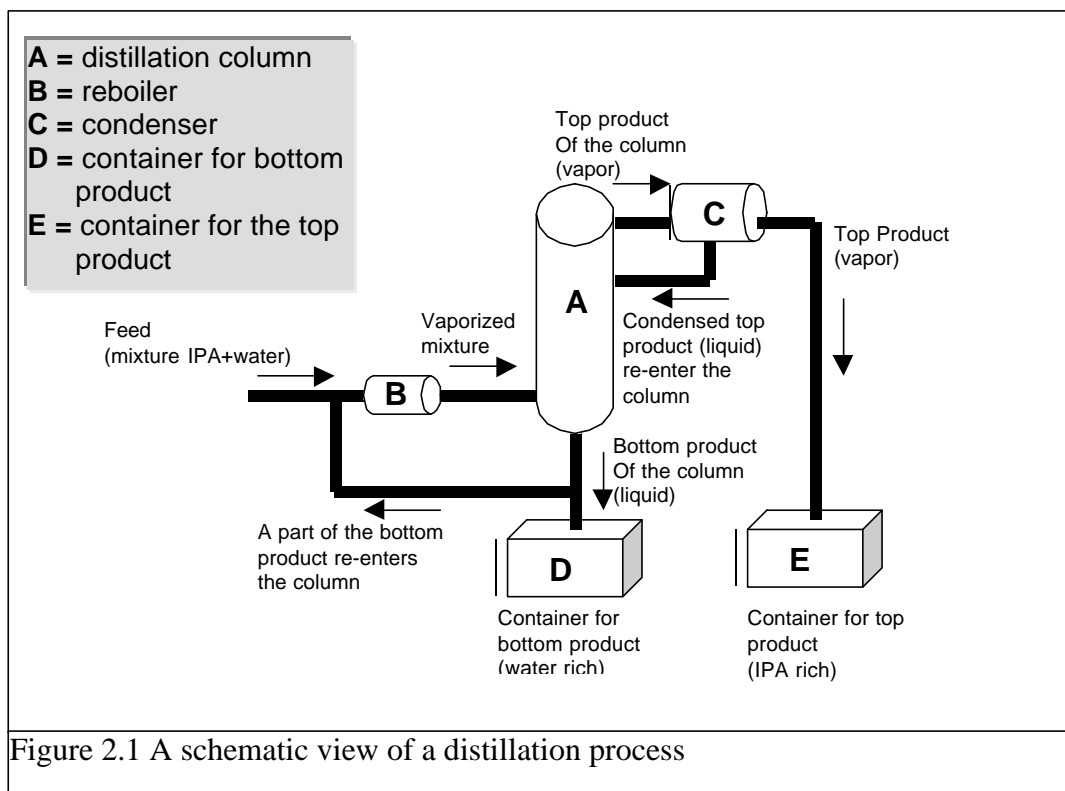 A = distillation column
B = reboiler
C = condenser
D = container for bottom
product
E = container for the top
product
Top product
Of the column
(vapor)
C
Top Product
(vapor)
A
Feed
(mixture IPA+water)
Vaporized
mixture
Condensed top
product (liquid)
re-enter the
column
B
Bottom product
Of the column
(liquid)
A part of the bottom
product re-enters
the column
D
E
Container for
bottom product
(water rich)
Container for top
product
(IPA rich)
Figure 2.1 A schematic view of a distillation process